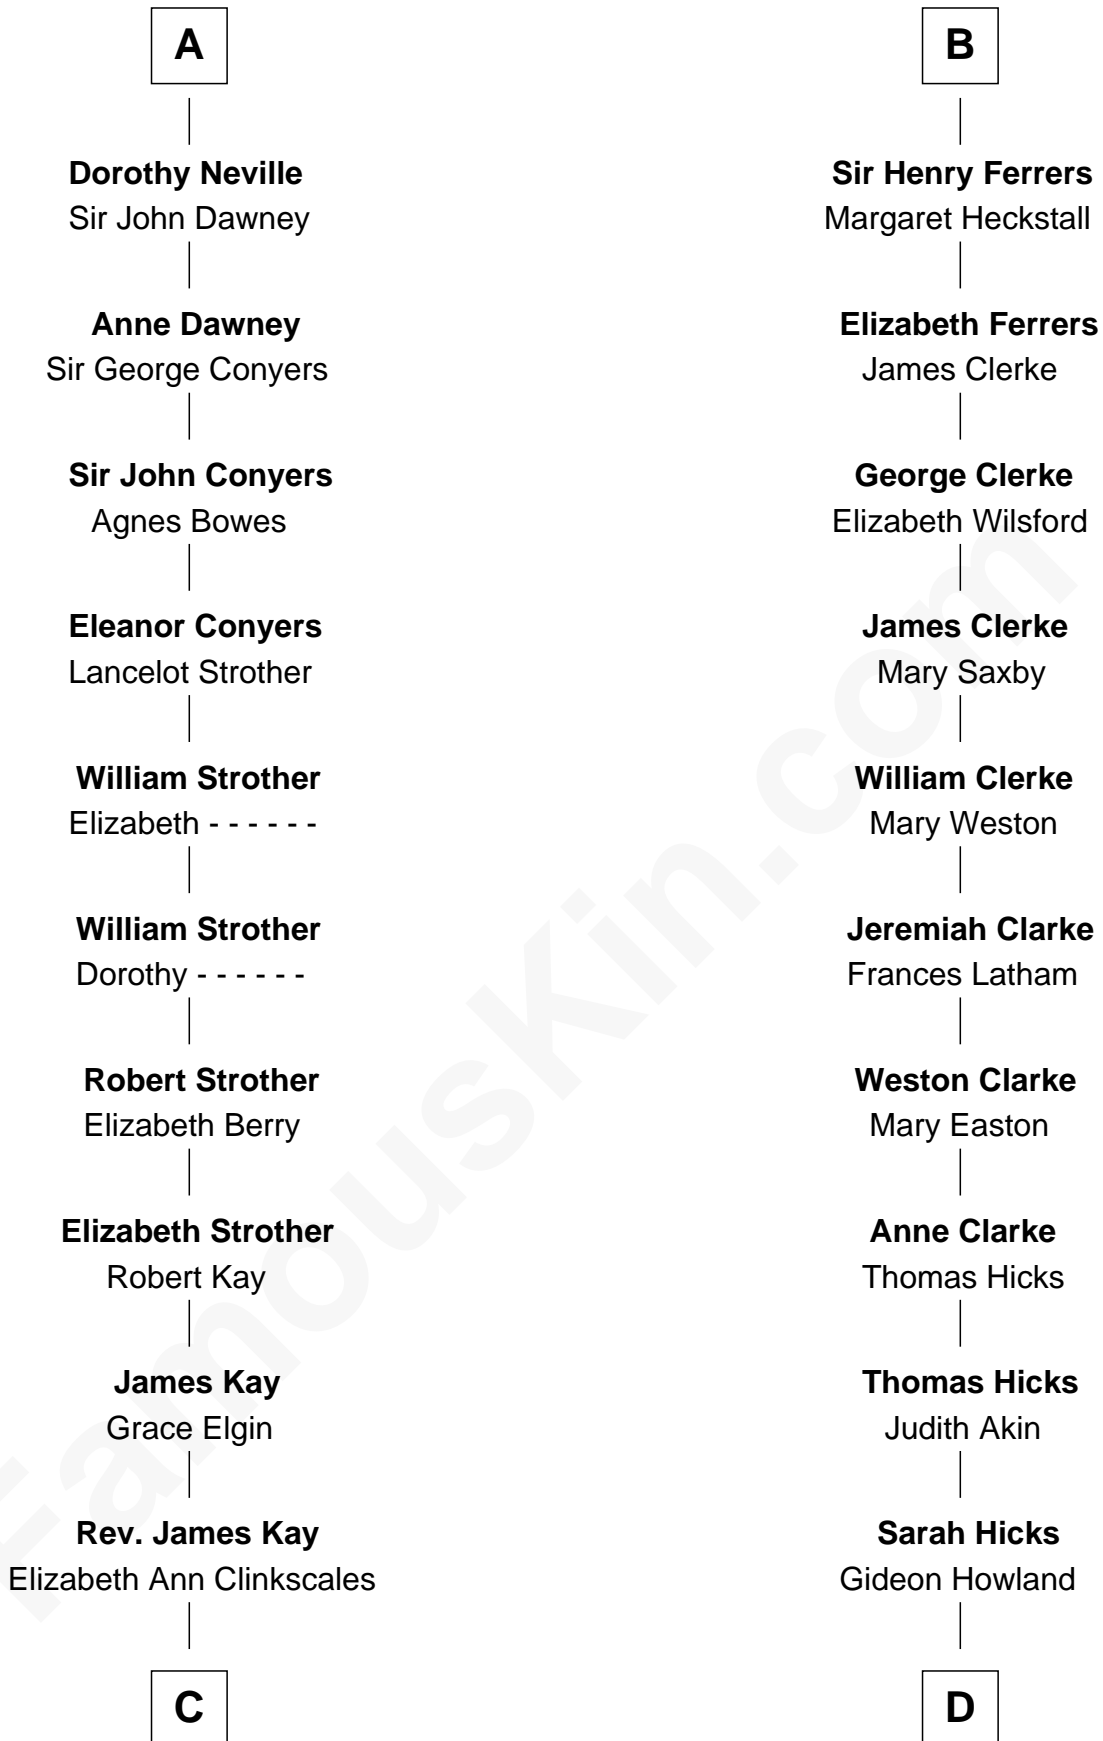 A
Dorothy Neville
Sir John Dawney
Anne Dawney
Sir George Conyers
Sir John Conyers
Agnes Bowes
Eleanor Conyers
Lancelot Strother
William Strother
Elizabeth - - - - - -
William Strother
Dorothy - - - - - -
Robert Strother
Elizabeth Berry
Elizabeth Strother
Robert Kay
James Kay
Grace Elgin
Rev. James Kay
Elizabeth Ann Clinkscales
C
B
Sir Henry Ferrers
Margaret Heckstall
Elizabeth Ferrers
James Clerke
George Clerke
Elizabeth Wilsford
James Clerke
Mary Saxby
William Clerke
Mary Weston
Jeremiah Clarke
Frances Latham
Weston Clarke
Mary Easton
Anne Clarke
Thomas Hicks
Thomas Hicks
Judith Akin
Sarah Hicks
Gideon Howland
D
FamousKin.com